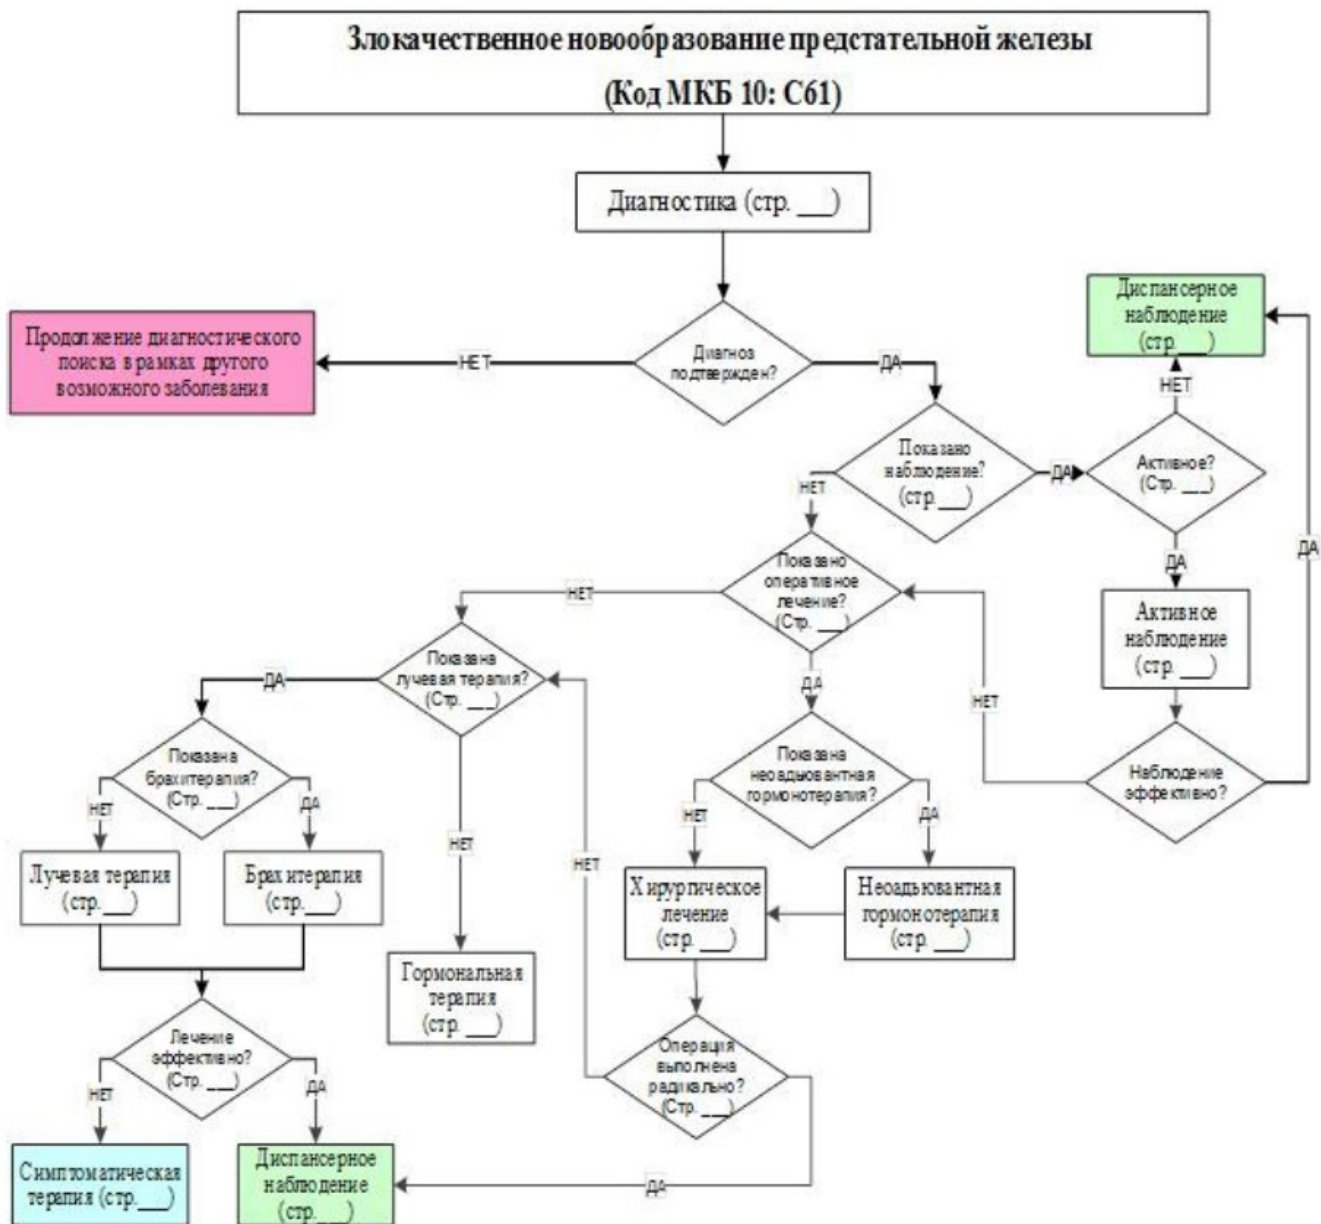 Злокачественное новообразование предстательной железы
(Код МКБ 10: C61)
Диагностика (стр. ___)
Диспансерное
наблюдение
(стр.___)
Продолжение диагностического
поиска в рамках другого
возможного заболевания
НЕТ
Диагноз
подтвержден?
ДА
НЕТ
Показано
наблюдение?
(стр.___)
ДА
Активное?
(Стр. ___)
НЕТ
ДА
ДА
Показано
оперативное
лечение?
(Стр. ___)
НЕТ
Активное
наблюдение
(стр.___)
Показана
лучевая терапия?
(Стр. ___)
ДА
ДА
НЕТ
Показана
брахитерапия?
(Стр. ___)
Показана
неоадьювантная
гормонотерапия?
Наблюдение
эффективно?
НЕТ
ДА
НЕТ
ДА
НЕТ
НЕТ
Лучевая терапия
(стр.___)
Брахитерапия
(стр.___)
Хирургическое
лечение
(стр. ___)
Неоадьювантная
гормонотерапия
(стр. ___)
Гормональная
терапия
(стр. ___)
Лечение
эффективно?
(Стр. ___)
Операция
выполнена
радикально?
(Стр. ___)
НЕТ
ДА
Симптоматическая
терапия (стр.___)
Диспансерное
наблюдение
(стр.___)
ДА